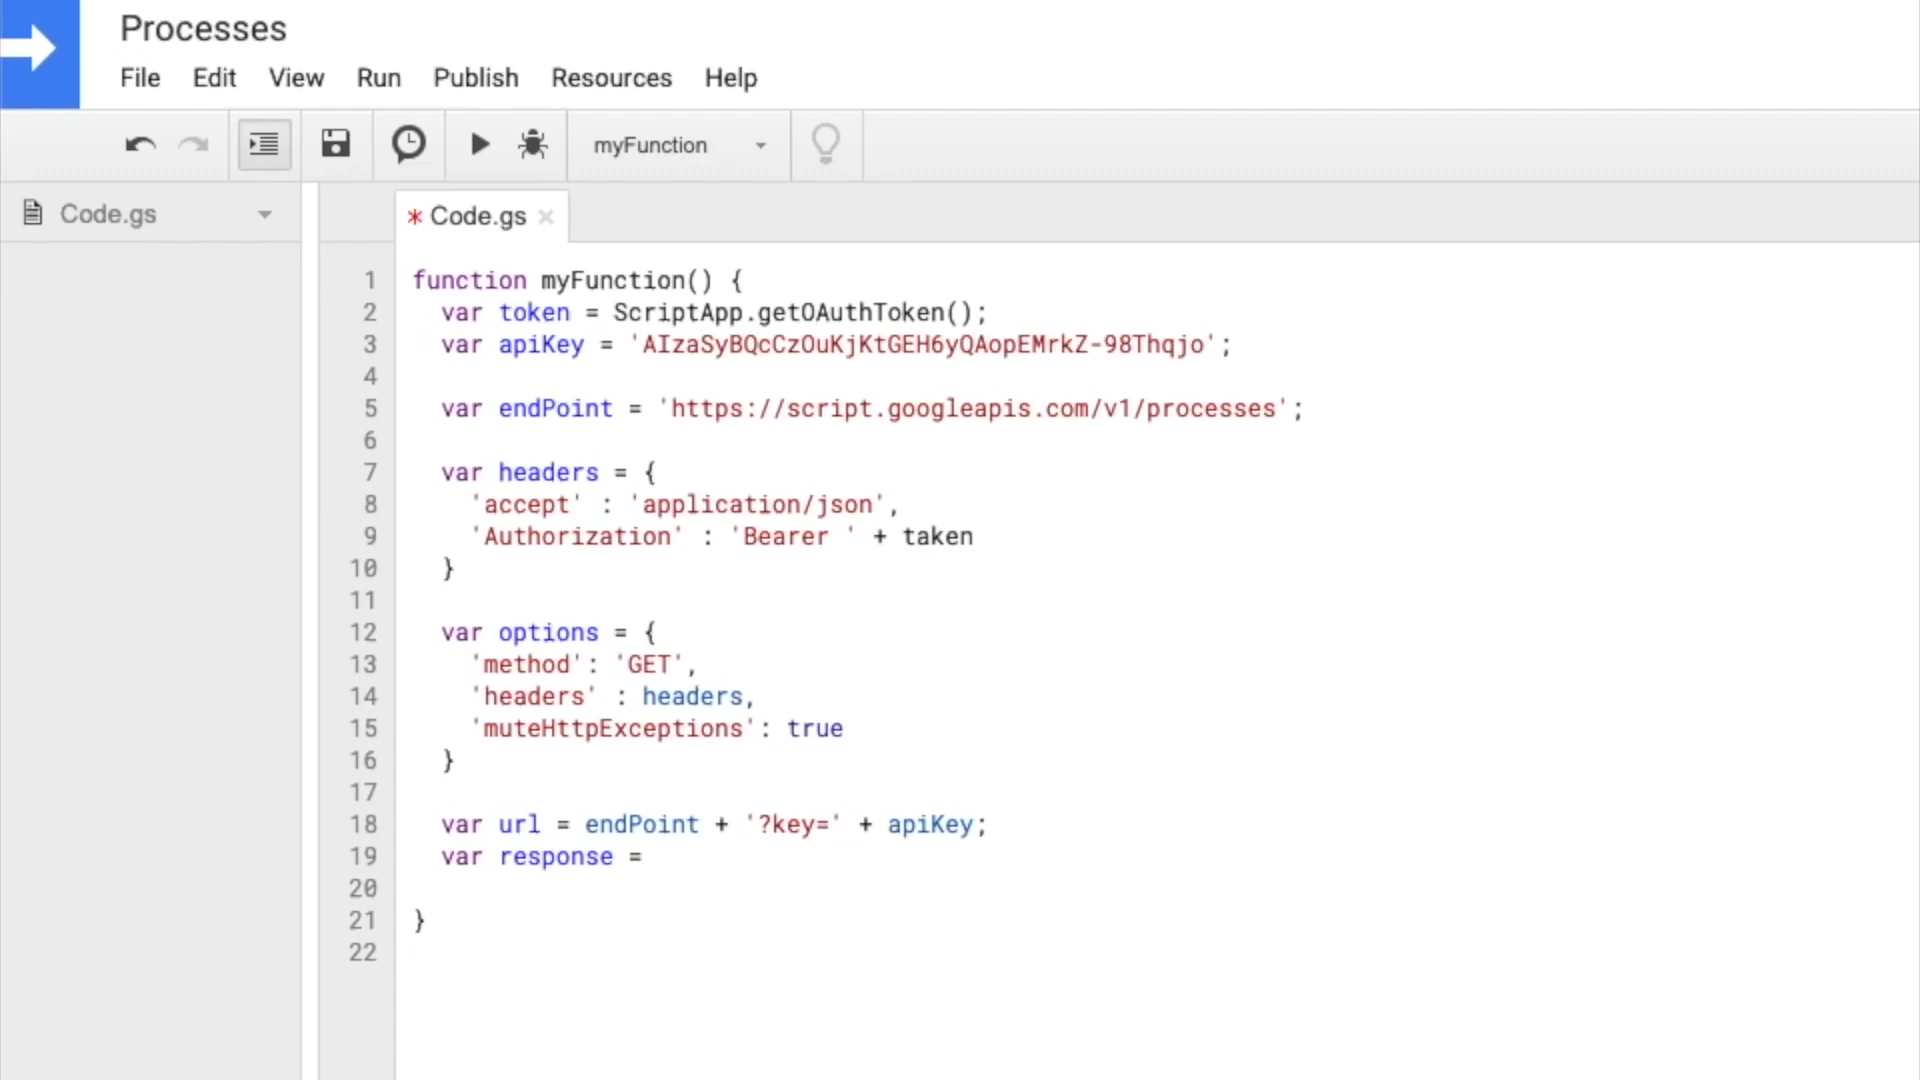 Processes
File Edit View Run Publish Resources Help
myFunction
Code.gs
* Code.gs ×
1 function myFunction() {
2 var token = ScriptApp.getOAuthToken();
3 var apiKey = 'AIzaSyBQcCzOuKjKtGEH6yQAopEMrkZ-98Thqjo';
4
5 var endPoint = 'https://script.googleapis.com/v1/processes';
6
7 var headers = {
8 'accept' : 'application/json',
9 'Authorization' : 'Bearer ' + taken
10 }
11
12 var options = {
13 'method': 'GET',
14 'headers' : headers,
15 'muteHttpExceptions': true
16 }
17
18 var url = endPoint + '?key=' + apiKey;
19 var response =
20
21 }
22